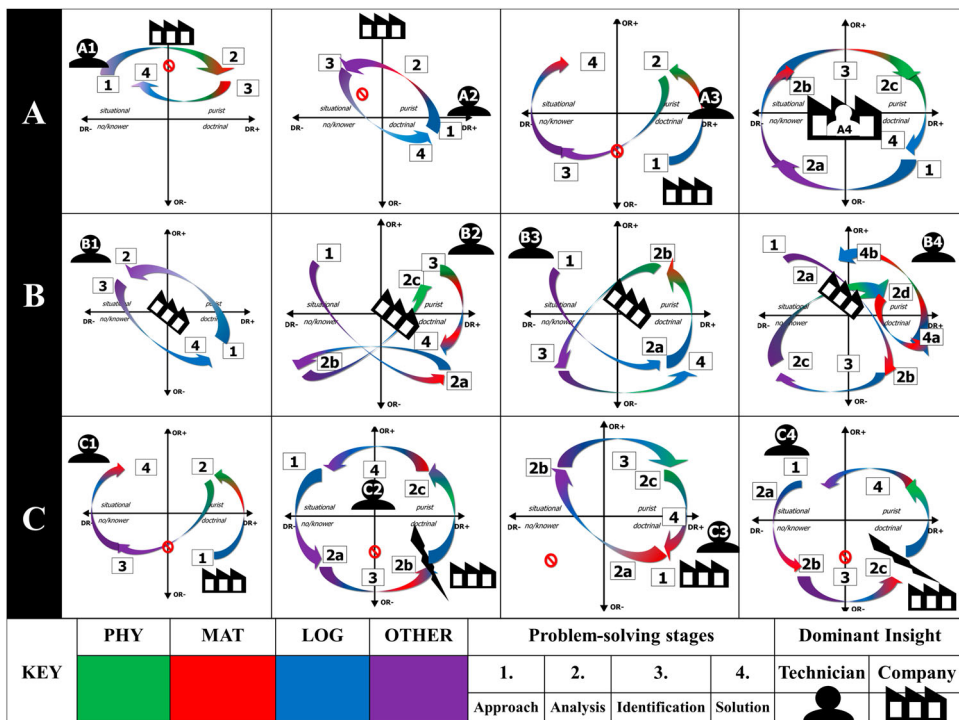 A
A1
OR+
1
4
2
3
situational
purist
no/knower
doctrinal
DR-
DR+
OR-
OR+
3
2
A2
situational
purist
no/knower
doctrinal
DR-
DR+
1
4
OR-
OR+
4
2
A3
situational
purist
no/knower
doctrinal
DR-
DR+
3
1
OR-
OR+
2b
3
2c
situational
purist
no/knower
doctrinal
DR-
DR+
A4
4
2a
1
OR-
B
B1
OR+
2
3
situational
purist
no/knower
doctrinal
DR-
DR+
4
1
OR-
OR+
1
B2
2c
3
situational
purist
no/knower
doctrinal
DR-
DR+
4
2b
2a
OR-
B3
OR+
1
2b
situational
purist
no/knower
doctrinal
DR-
DR+
3
2a
4
OR-
OR+
1
4b
B4
2a
2d
situational
purist
no/knower
doctrinal
DR-
DR+
4a
2c
3
2b
OR-
C
C1
OR+
4
2
situational
purist
no/knower
doctrinal
DR-
DR+
3
1
OR-
OR+
1
4
C2
2c
situational
purist
no/knower
doctrinal
DR-
DR+
2a
2b
3
OR-
OR+
2b
3
2c
situational
purist
no/knower
doctrinal
DR-
DR+
4
C3
2a
1
OR-
C4
OR+
1
2a
4
situational
purist
no/knower
doctrinal
DR-
DR+
2b
3
2c
OR-
KEY
PHY
MAT
LOG
OTHER
Problem-solving stages
Dominant Insight
1.
2.
3.
4.
Technician
Company
Approach
Analysis
Identification
Solution